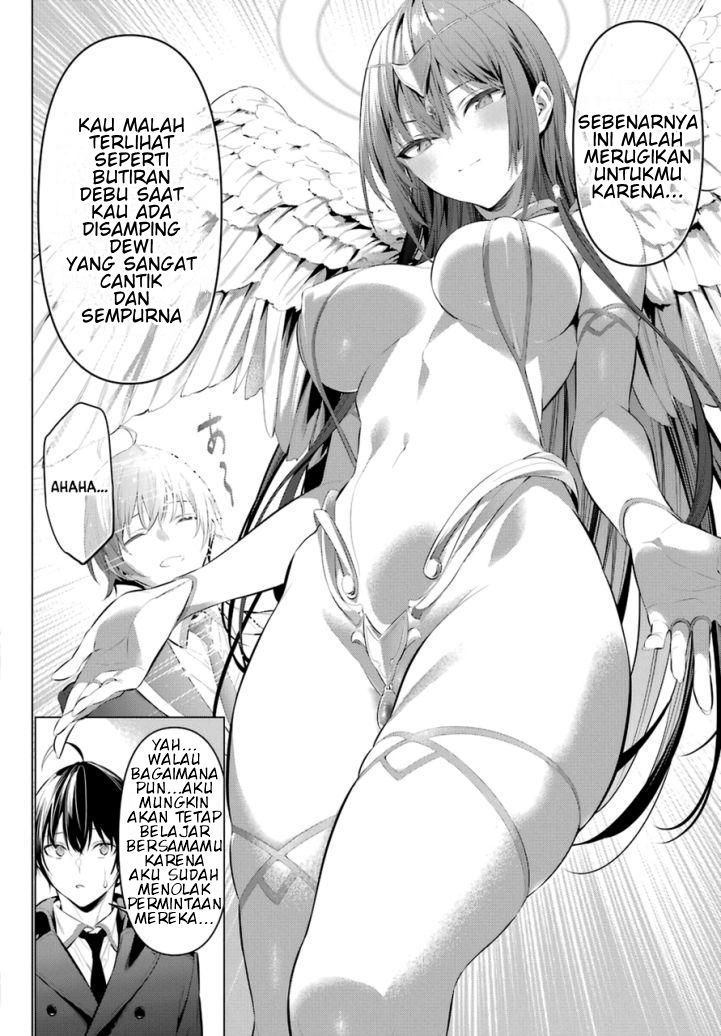 SEBENARNYA
INI MALAH
MERUGIKAN
UNTUKMU
KARENA...
KAU MALAH
TERLIHAT
SEPERTI
BUTIRAN
DEBU SAAT
KAU ADA
DISAMPING
DEWI
YANG SANGAT
CANTIK
DAN
SEMPURNA
あ〜
AHAHA...
YAH...
WALAU
BAGAIMANA
PUN...AKU
MUNGKIN
AKAN TETAP
BELAJAR
BERSAMAMU
KARENA
AKU SUDAH
MENOLAK
PERMINTAAN
MEREKA...